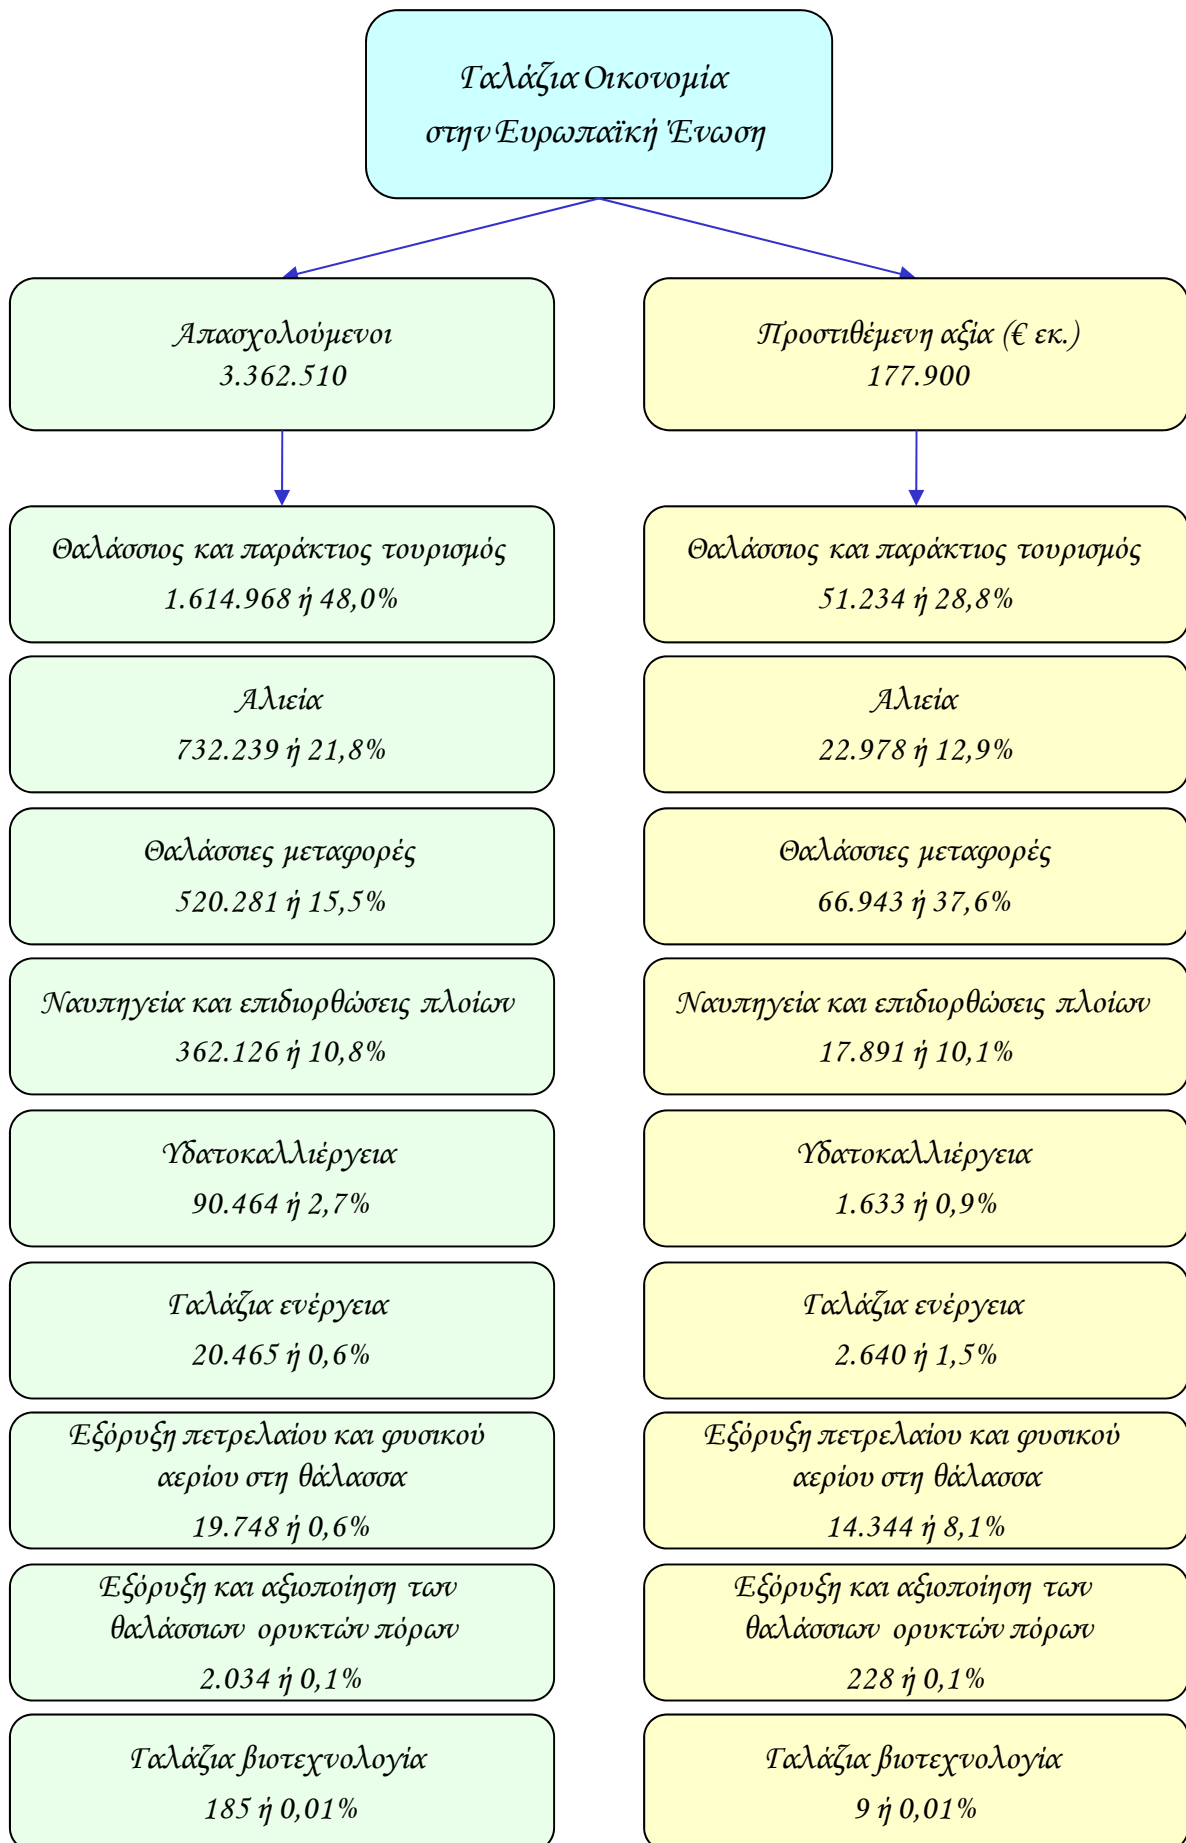 Γαλάζια Οικονομία
στην Ευρωπαϊκή Ένωση
Απασχολούμενοι
3.362.510
Προστιθέμενη αξία (€ εκ.)
177.900
Θαλάσσιος και παράκτιος τουρισμός
1.614.968 ή 48,0%
Αλιεία
732.239 ή 21,8%
Θαλάσσιες μεταφορές
520.281 ή 15,5%
Ναυπηγεία και επιδιορθώσεις πλοίων
362.126 ή 10,8%
Υδατοκαλλιέργεια
90.464 ή 2,7%
Γαλάζια ενέργεια
20.465 ή 0,6%
Εξόρυξη πετρελαίου και φυσικού
αερίου στη θάλασσα
19.748 ή 0,6%
Εξόρυξη και αξιοποίηση των
θαλάσσιων ορυκτών πόρων
2.034 ή 0,1%
Γαλάζια βιοτεχνολογία
185 ή 0,01%
Θαλάσσιος και παράκτιος τουρισμός
51.234 ή 28,8%
Αλιεία
22.978 ή 12,9%
Θαλάσσιες μεταφορές
66.943 ή 37,6%
Ναυπηγεία και επιδιορθώσεις πλοίων
17.891 ή 10,1%
Υδατοκαλλιέργεια
1.633 ή 0,9%
Γαλάζια ενέργεια
2.640 ή 1,5%
Εξόρυξη πετρελαίου και φυσικού
αερίου στη θάλασσα
14.344 ή 8,1%
Εξόρυξη και αξιοποίηση των
θαλάσσιων ορυκτών πόρων
228 ή 0,1%
Γαλάζια βιοτεχνολογία
9 ή 0,01%